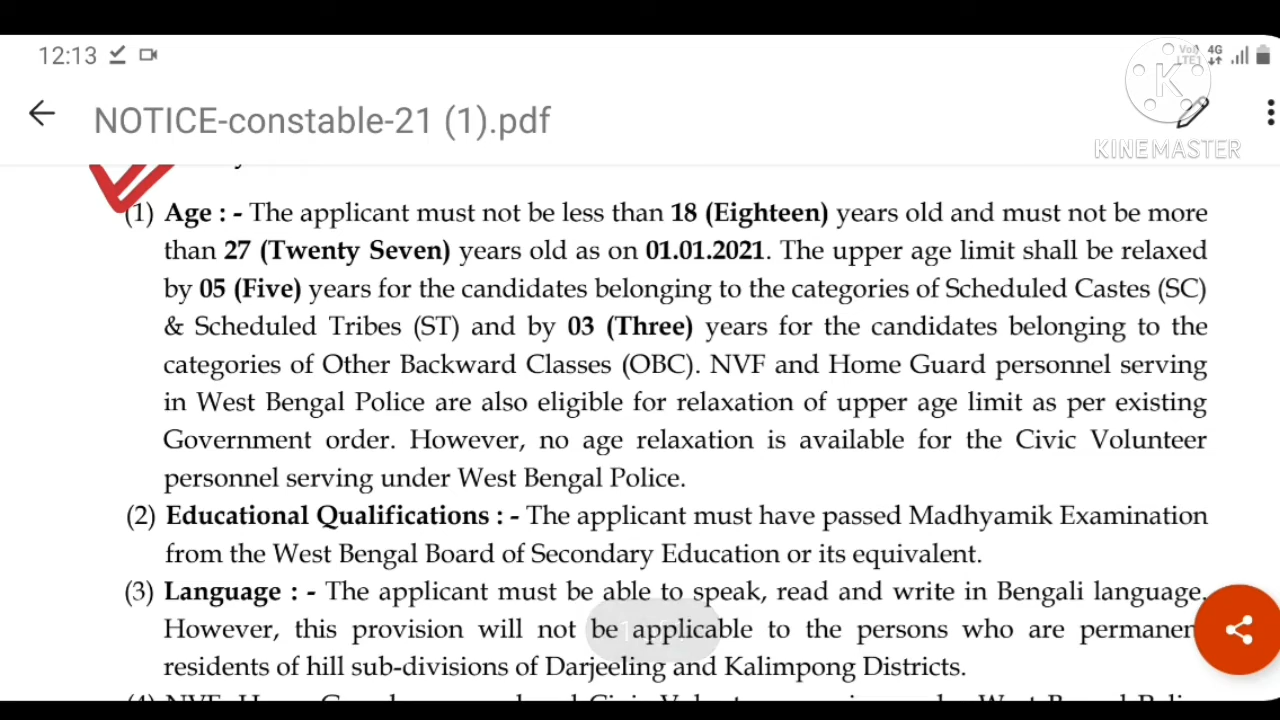 12:13
VoD 4G
LTE1
NOTICE-constable-21 (1).pdf
KINEMASTER
(1) Age : - The applicant must not be less than 18 (Eighteen) years old and must not be more
than 27 (Twenty Seven) years old as on 01.01.2021. The upper age limit shall be relaxed
by 05 (Five) years for the candidates belonging to the categories of Scheduled Castes (SC)
& Scheduled Tribes (ST) and by 03 (Three) years for the candidates belonging to the
categories of Other Backward Classes (OBC). NVF and Home Guard personnel serving
in West Bengal Police are also eligible for relaxation of upper age limit as per existing
Government order. However, no age relaxation is available for the Civic Volunteer
personnel serving under West Bengal Police.
(2) Educational Qualifications : - The applicant must have passed Madhyamik Examination
from the West Bengal Board of Secondary Education or its equivalent.
(3) Language : - The applicant must be able to speak, read and write in Bengali language.
However, this provision will not be applicable to the persons who are permanen
residents of hill sub-divisions of Darjeeling and Kalimpong Districts.